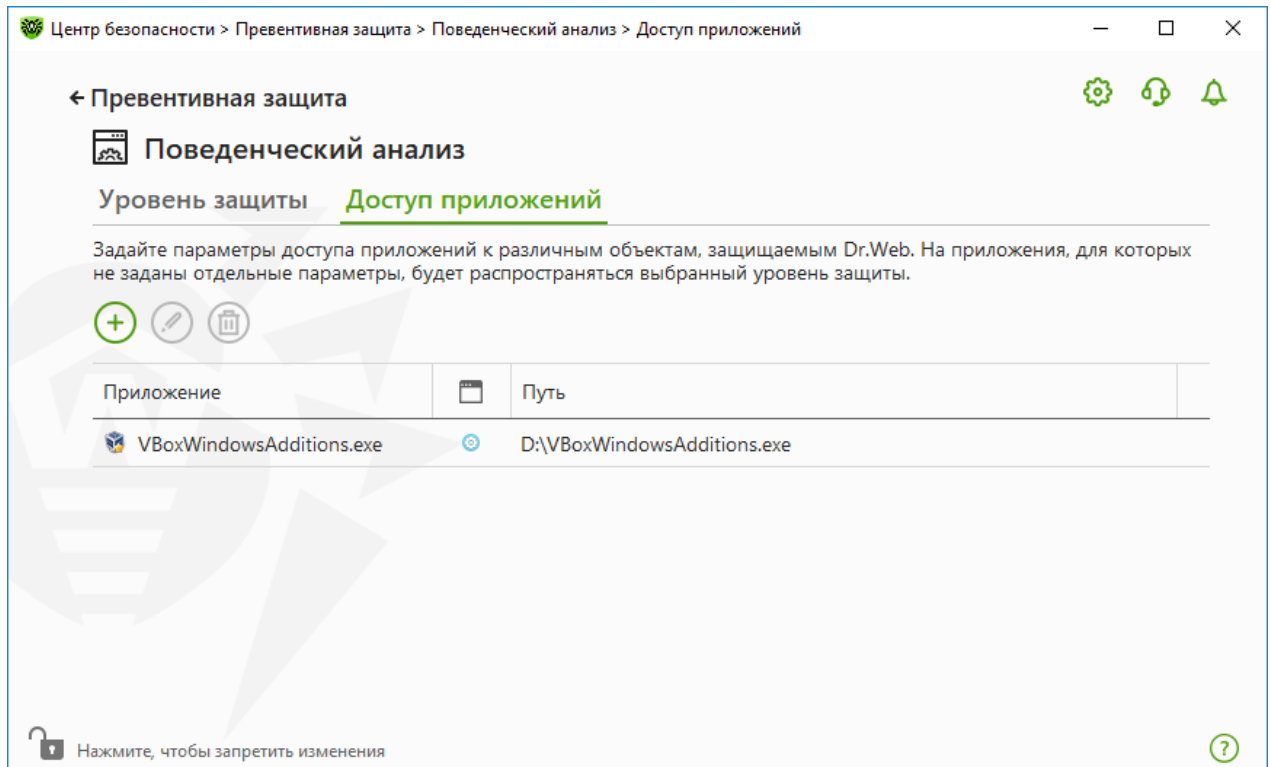 Центр безопасности > Превентивная защита > Поведенческий анализ > Доступ приложений
Превентивная защита
Поведенческий анализ
Уровень защиты Доступ приложений
Задайте параметры доступа приложений к различным объектам, защищаемым Dr.Web. На приложения, для которых
не заданы отдельные параметры, будет распространяться выбранный уровень защиты.
Приложение Путь
VBoxWindowsAdditions.exe D:\VBoxWindowsAdditions.exe
Нажмите, чтобы запретить изменения